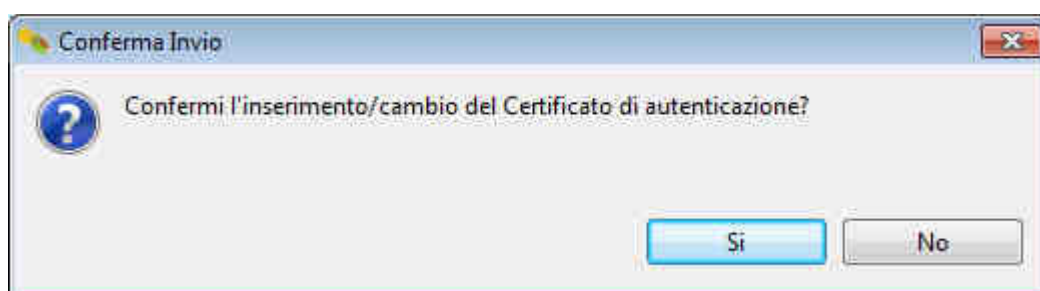 Conferma Invio
Confermi l'inserimento/cambio del Certificato di autenticazione?
Si
No